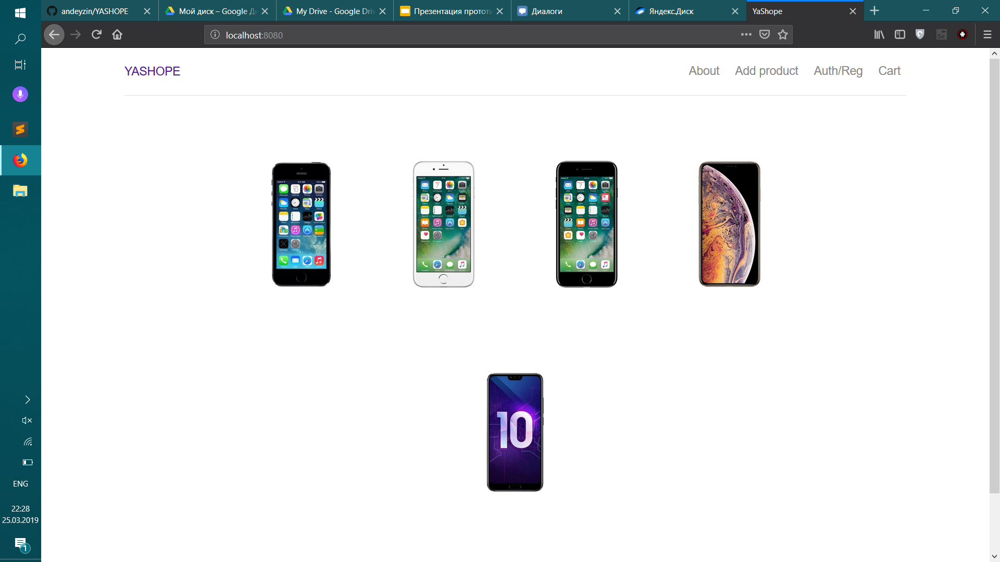 andeyzin/YASHOPE
Мой диск – Google Ди
My Drive - Google Driv
Презентация прототи
Диалоги
Яндекс.Диск
YaShope
localhost:8080
YASHOPE
About
Add product
Auth/Reg
Cart
10
ENG
22:28
25.03.2019
1